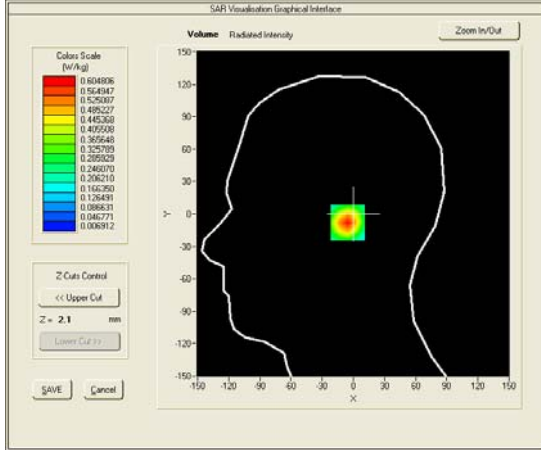 SAR Visualisation Graphical Interface
Volume Radiated Intensity
Zoom In/Out
Colors Scale
(W/kg)
0.604806
0.564947
0.525087
0.485227
0.445368
0.405508
0.365648
0.325789
0.285929
0.246070
0.206210
0.166350
0.126491
0.086631
0.046771
0.006912
Z Cuts Control
<< Upper Cut
Z = 2.1 mm
Lower Cut >>
SAVE Cancel
150
120
90
60
30
0
-30
-60
-90
-120
-150
Y
-150 -120 -90 -60 -30 0 30 60 90 120 150
X